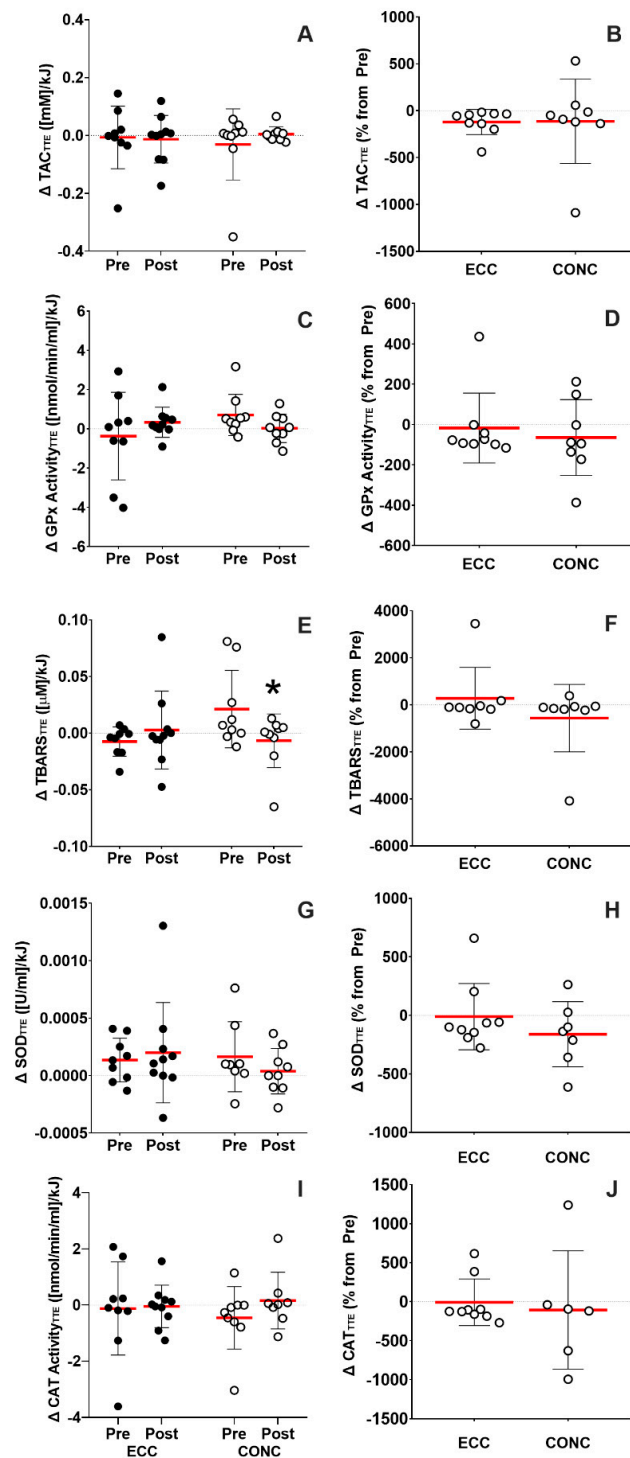 A
Δ TACTTE ([mM]/kJ)
0.4
0.2
0.0
-0.2
-0.4
Pre Post Pre Post
B
Δ TACTTE (% from Pre)
1000
500
0
-500
-1000
-1500
ECC CONC
C
Δ GPx ActivityTTE ([nmol/min/ml]/kJ)
6
4
2
0
-2
-4
-6
Pre Post Pre Post
D
Δ GPx ActivityTTE (% from Pre)
600
400
200
0
-200
-400
-600
ECC CONC
E
Δ TBARSTTE ([μM]/kJ)
0.10
0.05
0.00
-0.05
-0.10
*
Pre Post Pre Post
F
Δ TBARSTTE (% from Pre)
4000
2000
0
-2000
-4000
-6000
ECC CONC
G
Δ SODTTE ([U/ml]/kJ)
0.0015
0.0010
0.0005
0.0000
-0.0005
Pre Post Pre Post
H
Δ SODTTE (% from Pre)
1000
500
0
-500
-1000
ECC CONC
I
Δ CAT ActivityTTE ([nmol/min/ml]/kJ)
4
2
0
-2
-4
Pre Post Pre Post
ECC CONC
J
Δ CATTTE (% from Pre)
1500
1000
500
0
-500
-1000
-1500
ECC CONC